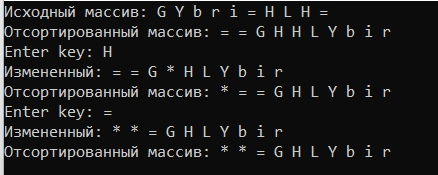 Исходный массив: G Y b r i = H L H =
Отсортированный массив: = = G H H L Y b i r
Enter key: H
Измененный: = = G * H L Y b i r
Отсортированный массив: * = = G H L Y b i r
Enter key: =
Измененный: * * = G H L Y b i r
Отсортированный массив: * * = G H L Y b i r